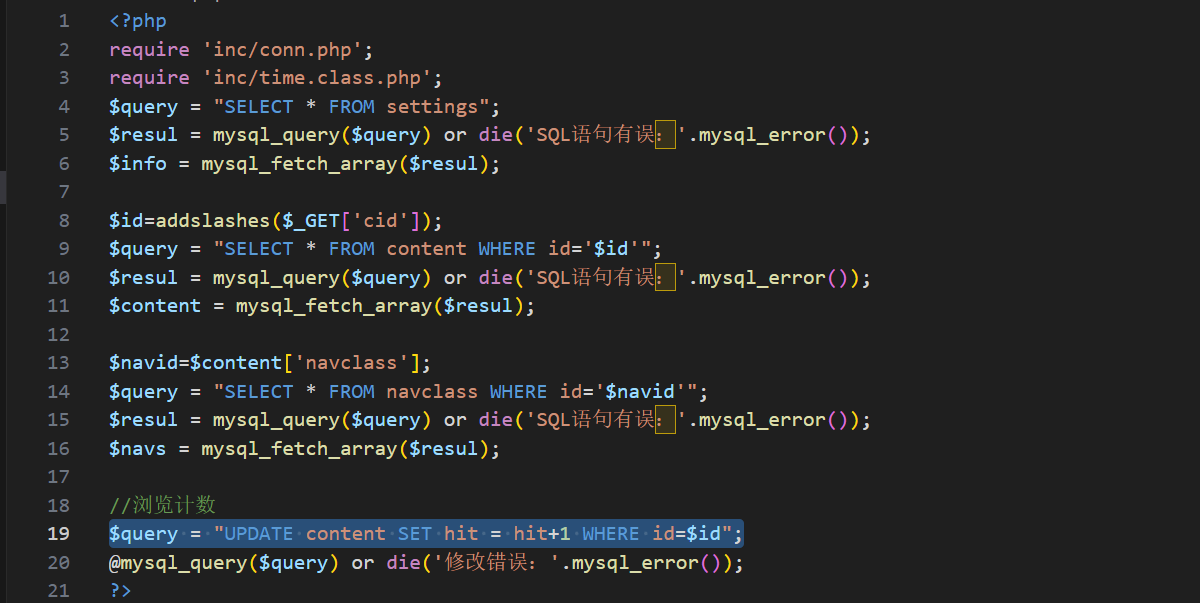 1 <?php
2 require 'inc/conn.php';
3 require 'inc/time.class.php';
4 $query = "SELECT * FROM settings";
5 $resul = mysql_query($query) or die('SQL语句有误：'.mysql_error());
6 $info = mysql_fetch_array($resul);
7
8 $id=addslashes($_GET['cid']);
9 $query = "SELECT * FROM content WHERE id='$id'";
10 $resul = mysql_query($query) or die('SQL语句有误：'.mysql_error());
11 $content = mysql_fetch_array($resul);
12
13 $navid=$content['navclass'];
14 $query = "SELECT * FROM navclass WHERE id='$navid'";
15 $resul = mysql_query($query) or die('SQL语句有误：'.mysql_error());
16 $navs = mysql_fetch_array($resul);
17
18 //浏览计数
19 $query = "UPDATE content SET hit = hit+1 WHERE id=$id";
20 @mysql_query($query) or die('修改错误：'.mysql_error());
21 ?>